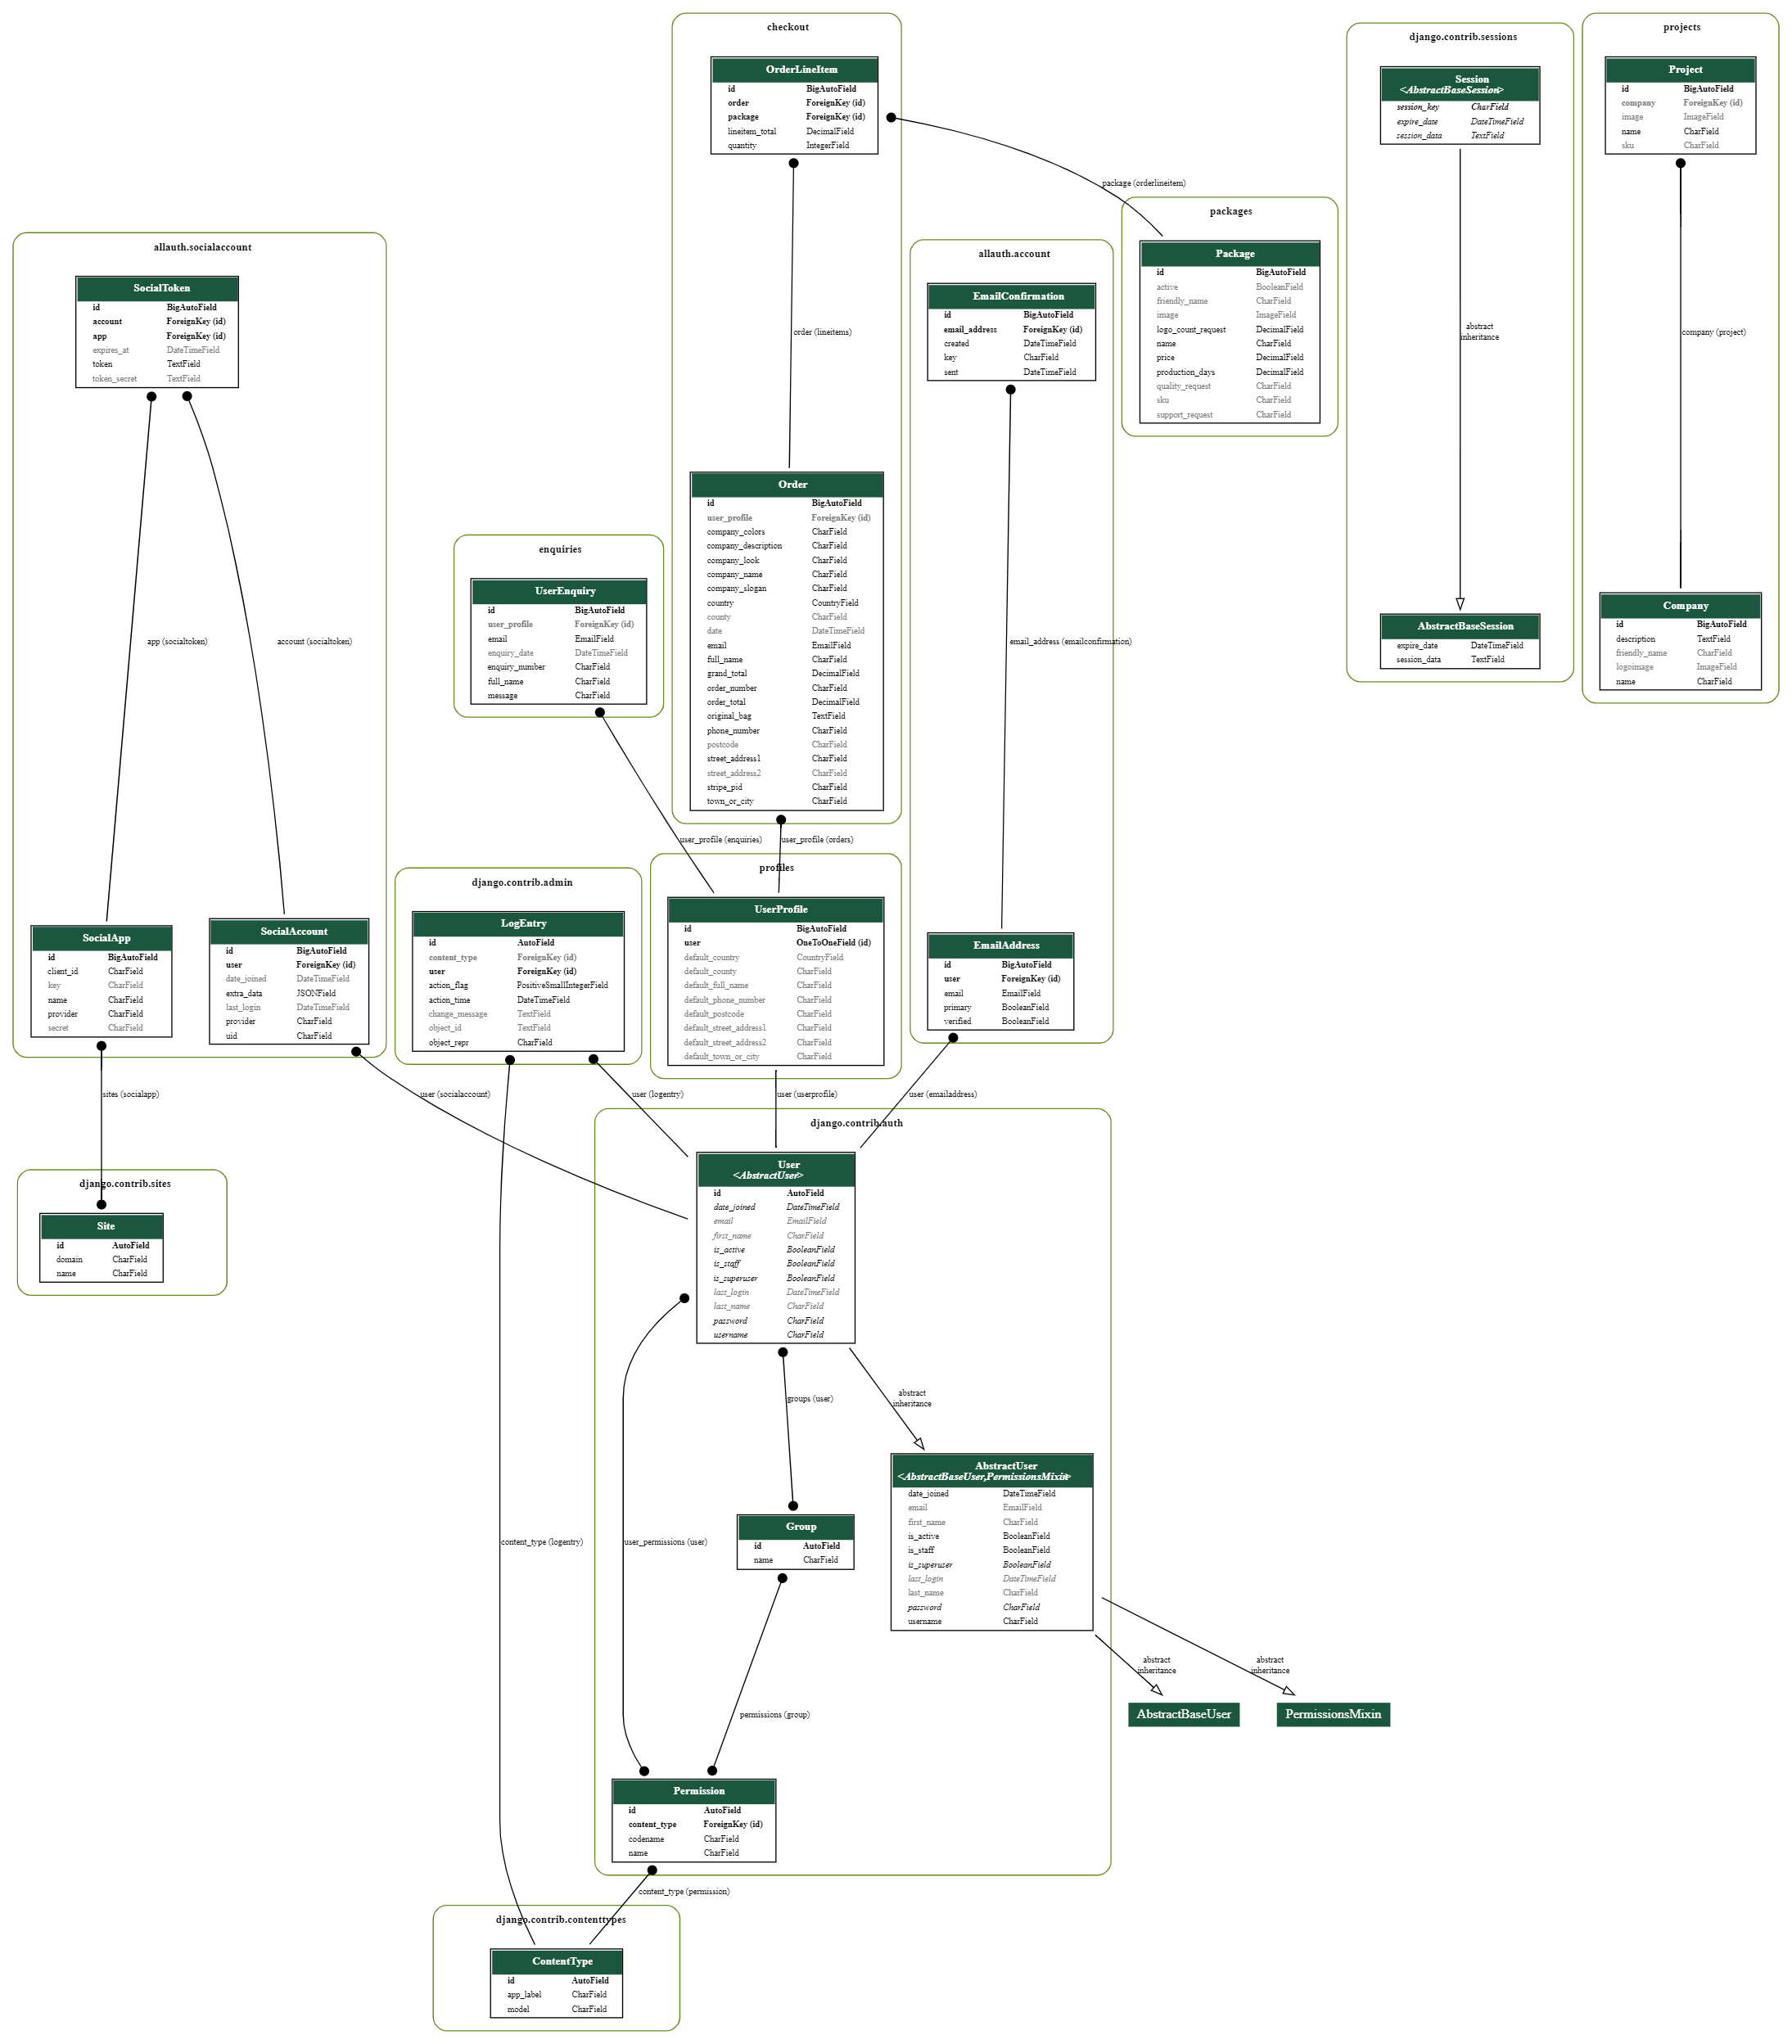 checkout
OrderLineItem
id BigAutoField
order ForeignKey (id)
package ForeignKey (id)
lineitem_total DecimalField
quantity IntegerField
package (orderlineitem)
order (lineitems)
Order
id BigAutoField
user_profile ForeignKey (id)
company_colors CharField
company_description CharField
company_look CharField
company_name CharField
company_slogan CharField
country CountryField
county CharField
date DateTimeField
email EmailField
full_name CharField
grand_total DecimalField
order_number CharField
order_total DecimalField
original_bag TextField
phone_number CharField
postcode CharField
street_address1 CharField
street_address2 CharField
stripe_pid CharField
town_or_city CharField
django.contrib.sessions
Session
<AbstractBaseSession>
session_key CharField
expire_date DateTimeField
session_data TextField
abstract
inheritance
AbstractBaseSession
expire_date DateTimeField
session_data TextField
projects
Project
id BigAutoField
company ForeignKey (id)
image ImageField
name CharField
sku CharField
company (project)
Company
id BigAutoField
description TextField
friendly_name CharField
logoimage ImageField
name CharField
packages
Package
id BigAutoField
active BooleanField
friendly_name CharField
image ImageField
logo_count_request DecimalField
name CharField
price DecimalField
production_days DecimalField
quality_request CharField
sku CharField
support_request CharField
allauth.socialaccount
SocialToken
id BigAutoField
account ForeignKey (id)
app ForeignKey (id)
expires_at DateTimeField
token TextField
token_secret TextField
app (socialtoken)
account (socialtoken)
SocialApp
id BigAutoField
client_id CharField
key CharField
name CharField
provider CharField
secret CharField
SocialAccount
id BigAutoField
user ForeignKey (id)
date_joined DateTimeField
extra_data JSONField
last_login DateTimeField
provider CharField
uid CharField
allauth.account
EmailConfirmation
id BigAutoField
email_address ForeignKey (id)
created DateTimeField
key CharField
sent DateTimeField
email_address (emailconfirmation)
EmailAddress
id BigAutoField
user ForeignKey (id)
email EmailField
primary BooleanField
verified BooleanField
enquiries
UserEnquiry
id BigAutoField
user_profile ForeignKey (id)
email EmailField
enquiry_date DateTimeField
enquiry_number CharField
full_name CharField
message CharField
user_profile (enquiries)
user_profile (orders)
django.contrib.admin
LogEntry
id AutoField
content_type ForeignKey (id)
user ForeignKey (id)
action_flag PositiveSmallIntegerField
action_time DateTimeField
change_message TextField
object_id TextField
object_repr CharField
profiles
UserProfile
id BigAutoField
user OneToOneField (id)
default_country CountryField
default_county CharField
default_full_name CharField
default_phone_number CharField
default_postcode CharField
default_street_address1 CharField
default_street_address2 CharField
default_town_or_city CharField
sites (socialapp)
user (socialaccount)
user (logentry)
user (userprofile)
user (emailaddress)
django.contrib.sites
Site
id AutoField
domain CharField
name CharField
django.contrib.auth
User
<AbstractUser>
id AutoField
date_joined DateTimeField
email EmailField
first_name CharField
is_active BooleanField
is_staff BooleanField
is_superuser BooleanField
last_login DateTimeField
last_name CharField
password CharField
username CharField
groups (user)
abstract
inheritance
AbstractUser
<AbstractBaseUser,PermissionsMixin>
date_joined DateTimeField
email EmailField
first_name CharField
is_active BooleanField
is_staff BooleanField
is_superuser BooleanField
last_login DateTimeField
last_name CharField
password CharField
username CharField
Group
id AutoField
name CharField
content_type (logentry)
user_permissions (user)
abstract
inheritance
abstract
inheritance
AbstractBaseUser
PermissionsMixin
permissions (group)
Permission
id AutoField
content_type ForeignKey (id)
codename CharField
name CharField
content_type (permission)
django.contrib.contenttypes
ContentType
id AutoField
app_label CharField
model CharField